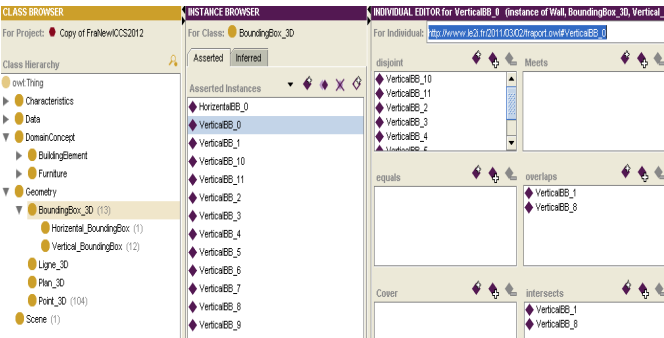 CLASS BROWSER
For Project: Copy of FraNewICCS2012
Class Hierarchy
owl:Thing
Characteristics
Data
DomainConcept
BuildingElement
Furniture
Geometry
BoundingBox_3D (13)
Horizental_BoundingBox (1)
Vertical_BoundingBox (12)
Ligne_3D
Plan_3D
Point_3D (104)
Scene (1)
INSTANCE BROWSER
For Class: BoundingBox_3D
Asserted Inferred
Asserted Instances
HorizentalBB_0
VerticalBB_0
VerticalBB_1
VerticalBB_10
VerticalBB_11
VerticalBB_2
VerticalBB_3
VerticalBB_4
VerticalBB_5
VerticalBB_6
VerticalBB_7
VerticalBB_8
VerticalBB_9
INDIVIDUAL EDITOR for VerticalBB_0 (instance of Wall, BoundingBox_3D, Vertical_
For Individual: http://www.le2i.fr/2011/03/02/fraport.owl#VerticalBB_0
disjoint
VerticalBB_10
VerticalBB_11
VerticalBB_2
VerticalBB_3
VerticalBB_4
VerticalBB_5
Meets
equals
overlaps
VerticalBB_1
VerticalBB_8
Cover
intersects
VerticalBB_1
VerticalBB_8